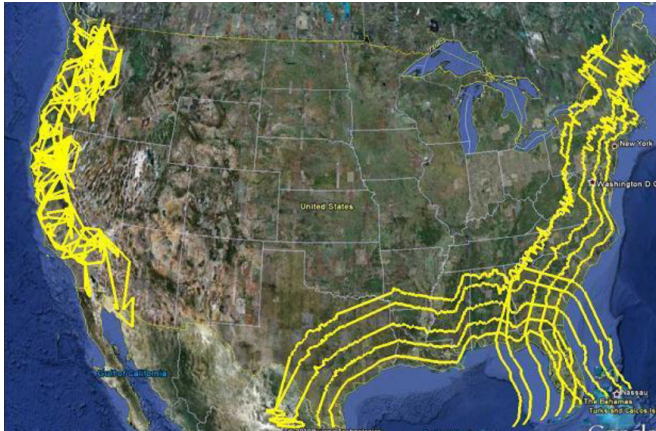 New York
Washington D.C
United States
Gulf of California
Nassau
The Bahamas
Turks and Caicos Is